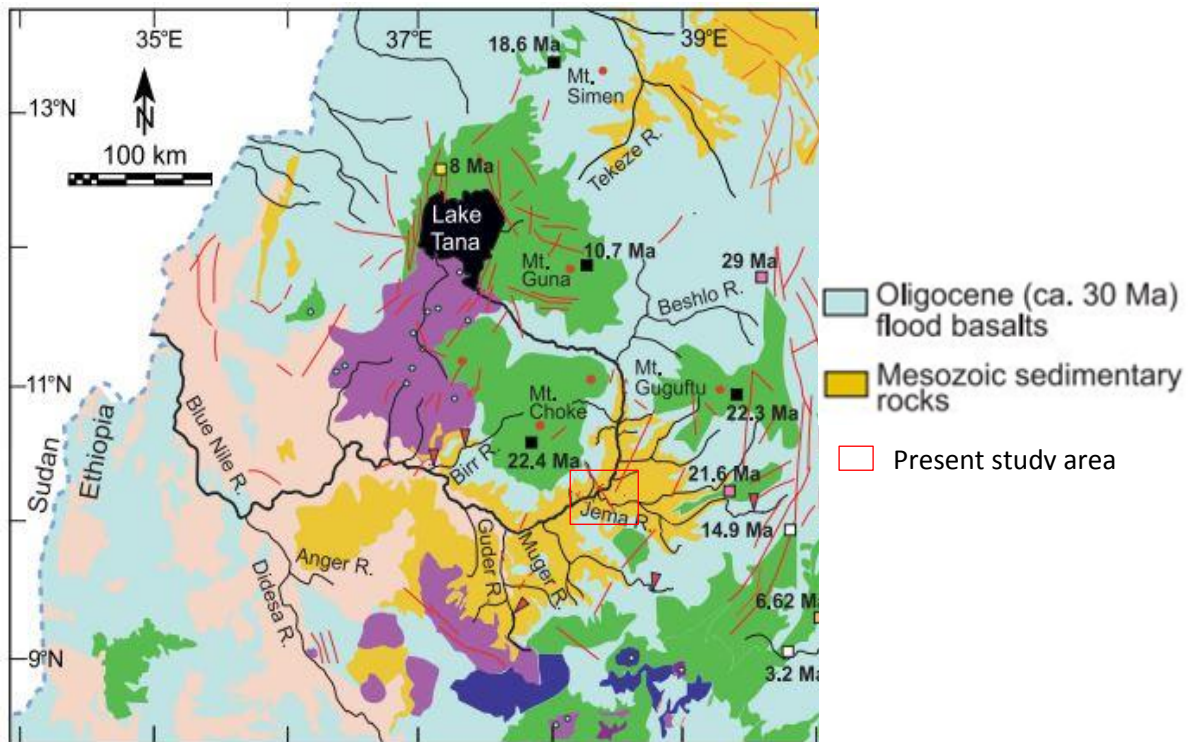 35°E
37°E
39°E
18.6 Ma
Mt.
Simen
13°N
N
100 km
Tekeze R.
8 Ma
Lake
Tana
10.7 Ma
Mt.
Guna
29 Ma
Beshlo R.
Oligocene (ca. 30 Ma)
flood basalts
11°N
Mt.
Guguftu
Mesozoic sedimentary
rocks
Mt.
Choke
22.3 Ma
Sudan
Ethiopia
Blue Nile R.
Birr R.
22.4 Ma
21.6 Ma
Present study area
Jema R.
14.9 Ma
Anger R.
Guder R.
Muger R.
Didesa R.
6.62 Ma
9°N
3.2 Ma